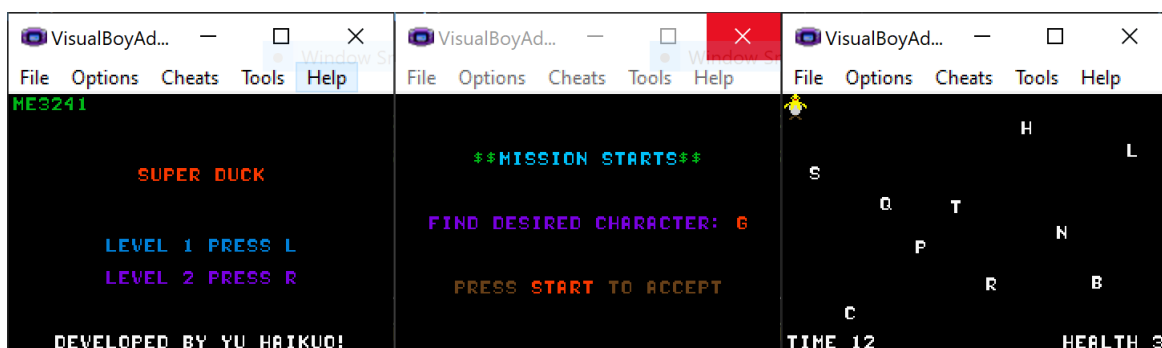 VisualBoyAd...
File Options Cheats Tools Help
ME3241
SUPER DUCK
LEVEL 1 PRESS L
LEVEL 2 PRESS R
DEVELOPED BY YU HAIKUO!
VisualBoyAd...
File Options Cheats Tools Help
$$MISSION STARTS$$
FIND DESIRED CHARACTER: G
PRESS START TO ACCEPT
VisualBoyAd...
File Options Cheats Tools Help
H
L
S
Q T
N
P
R B
C
TIME 12 HEALTH 3